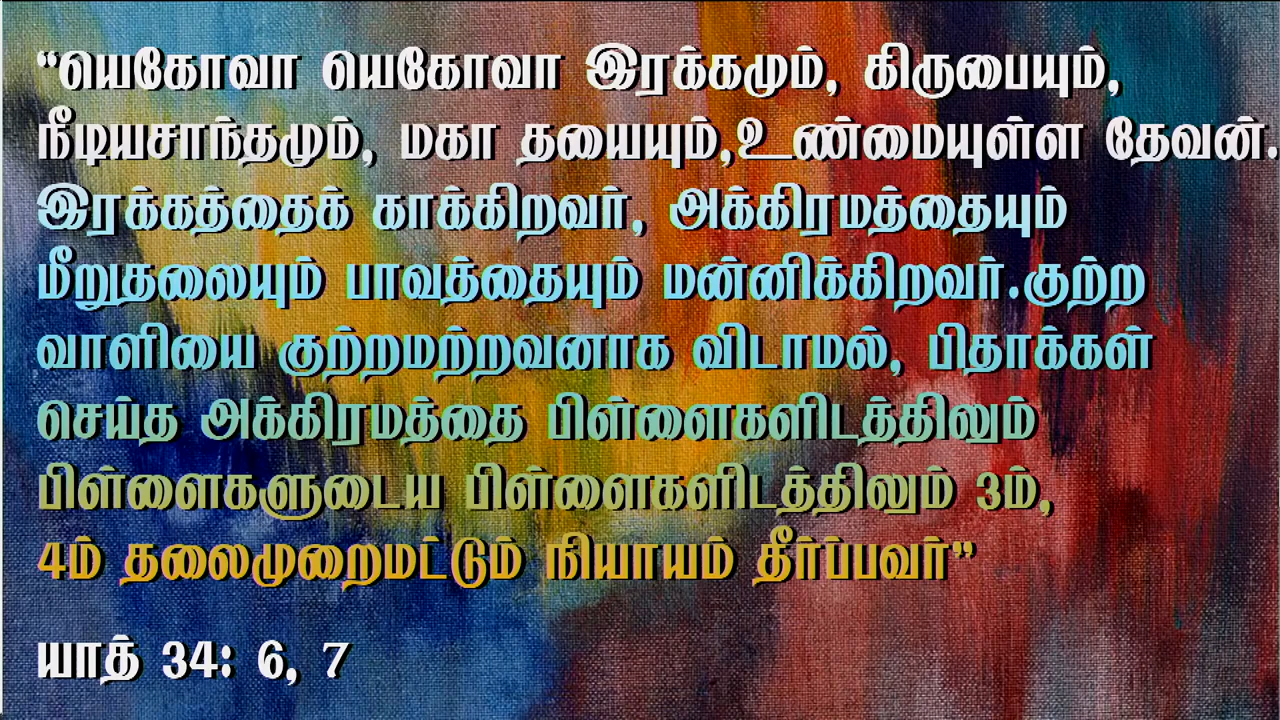 “யெகோவா யெகோவா இரக்கமும், கிருபையும்,
நீடியசாந்தமும், மகா தயையும்,உண்மையுள்ள தேவன்.
இரக்கத்தைக் காக்கிறவர், அக்கிரமத்தையும்
மீறுதலையும் பாவத்தையும் மன்னிக்கிறவர்.குற்ற
வாளியை குற்றமற்றவனாக விடாமல், பிதாக்கள்
செய்த அக்கிரமத்தை பிள்ளைகளிடத்திலும்
பிள்ளைகளுடைய பிள்ளைகளிடத்திலும் 3ம்,
4ம் தலைமுறைமட்டும் நியாயம் தீர்ப்பவர்”
யாத் 34: 6, 7